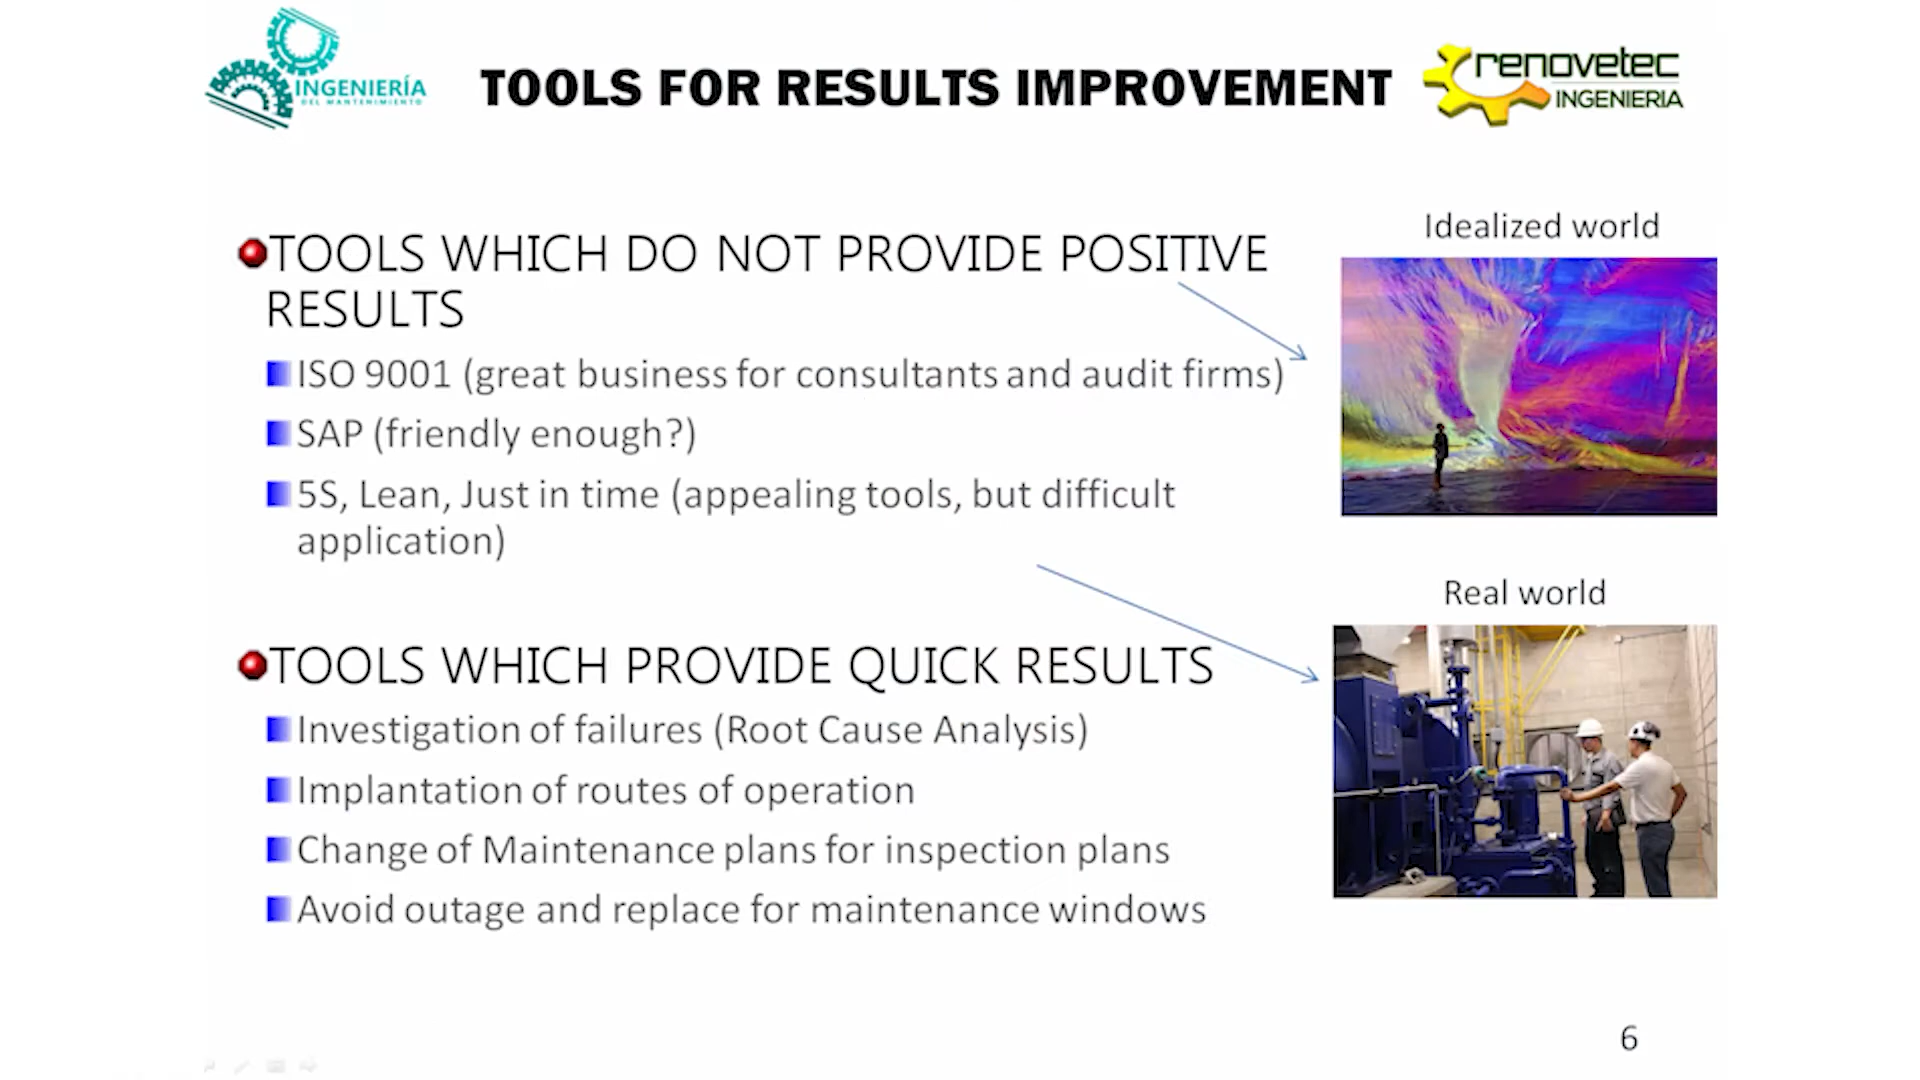 INGENIERÍA
DEL MANTENIMIENTO
TOOLS FOR RESULTS IMPROVEMENT
renovetec
INGENIERIA
Idealized world
TOOLS WHICH DO NOT PROVIDE POSITIVE
RESULTS
ISO 9001 (great business for consultants and audit firms)
SAP (friendly enough?)
5S, Lean, Just in time (appealing tools, but difficult
application)
Real world
TOOLS WHICH PROVIDE QUICK RESULTS
Investigation of failures (Root Cause Analysis)
Implantation of routes of operation
Change of Maintenance plans for inspection plans
Avoid outage and replace for maintenance windows
6